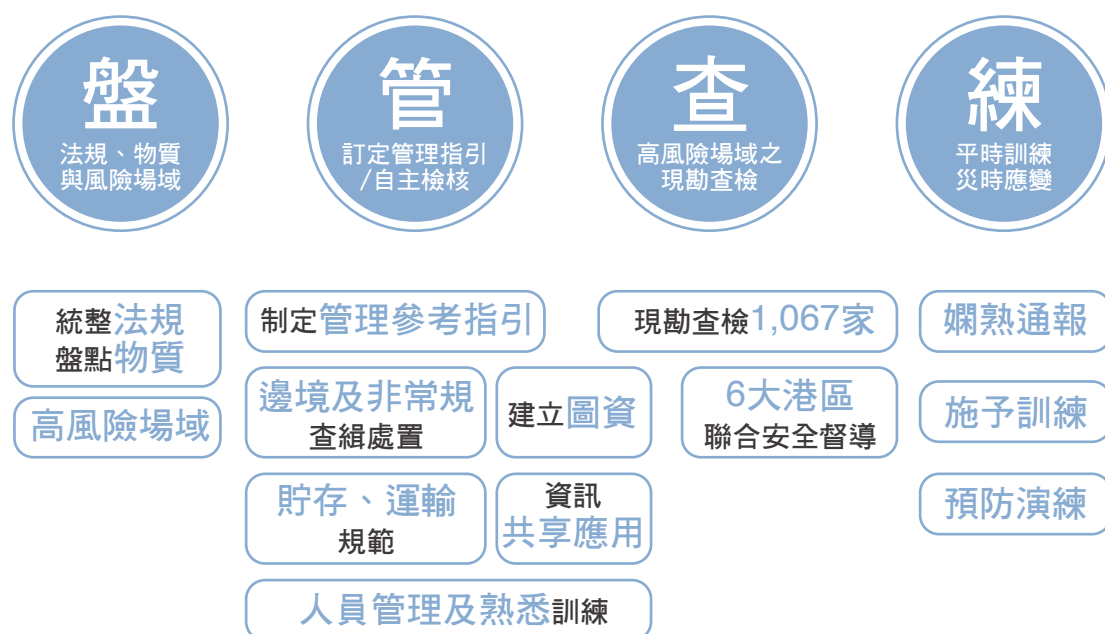 盤
法規、物質
與風險場域
管
訂定管理指引
/自主檢核
查
高風險場域之
現勘查檢
練
平時訓練
災時應變
統整法規
盤點物質
高風險場域
制定管理參考指引
邊境及非常規
查緝處置
建立圖資
貯存、運輸
規範
資訊
共享應用
人員管理及熟悉訓練
現勘查檢1,067家
6大港區
聯合安全督導
嫻熟通報
施予訓練
預防演練